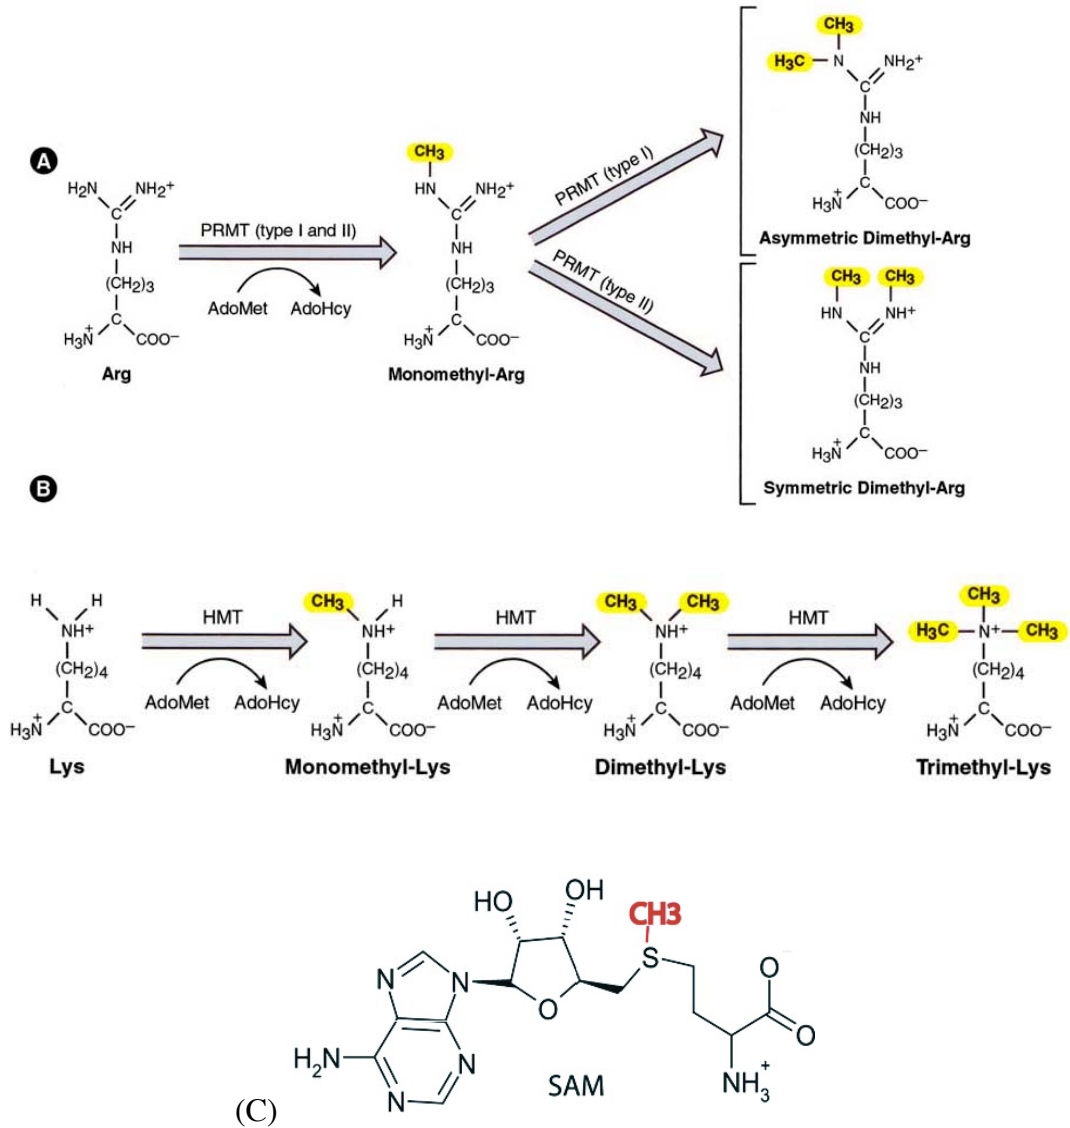 A
H2N NH2+
C
NH
(CH2)3
C
H3N+ COO−
Arg
PRMT (type I and II)
AdoMet AdoHcy
CH3
HN NH2+
C
NH
(CH2)3
C
H3N+ COO−
Monomethyl-Arg
PRMT (type I)
PRMT (type II)
CH3
H3C N NH2+
C
NH
(CH2)3
C
H3N+ COO−
Asymmetric Dimethyl-Arg
CH3 CH3
HN NH+
C
NH
(CH2)3
C
H3N+ COO−
Symmetric Dimethyl-Arg
B
H H
NH+
(CH2)4
C
H3N+ COO−
Lys
HMT
AdoMet AdoHcy
CH3 H
NH+
(CH2)4
C
H3N+ COO−
Monomethyl-Lys
HMT
AdoMet AdoHcy
CH3 CH3
NH+
(CH2)4
C
H3N+ COO−
Dimethyl-Lys
HMT
AdoMet AdoHcy
CH3
H3C N+ CH3
(CH2)4
C
H3N+ COO−
Trimethyl-Lys
HO OH
CH3
S
N N O O−
O
H2N N
N
NH3+
SAM
(C)